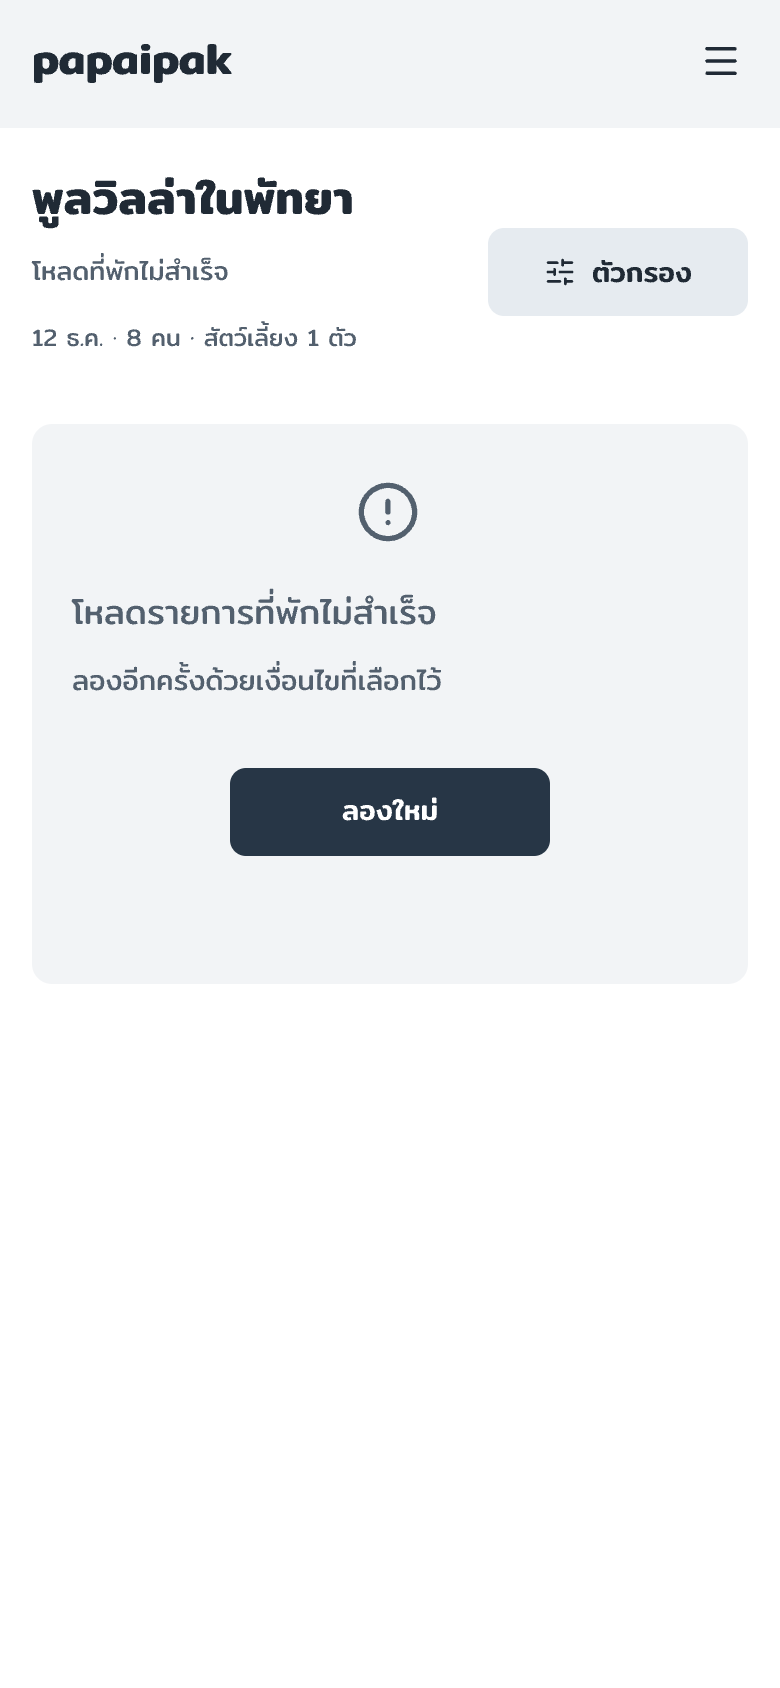 papaipak
พูลวิลล่าในพัทยา
โหลดที่พักไม่สำเร็จ
ตัวกรอง
12 ธ.ค. · 8 คน · สัตว์เลี้ยง 1 ตัว
โหลดรายการที่พักไม่สำเร็จ
ลองอีกครั้งด้วยเงื่อนไขที่เลือกไว้
ลองใหม่